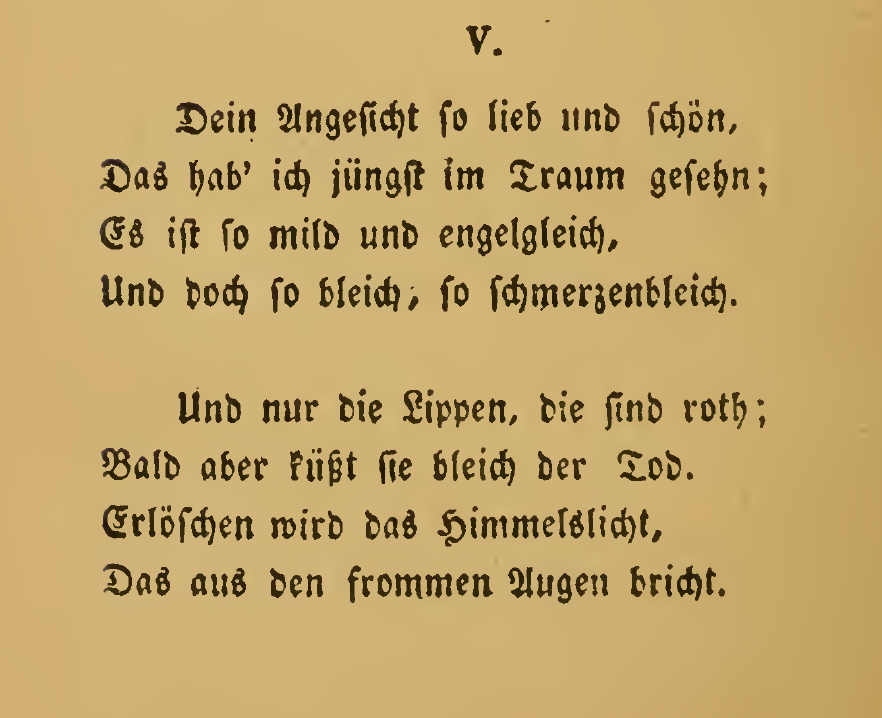 V.
Dein Angesicht so lieb und schön,
Das hab' ich jüngst im Traum gesehn;
Es ist so mild und engelgleich,
Und doch so bleich, so schmerzenbleich.
Und nur die Lippen, die sind roth;
Bald aber küßt sie bleich der Tod.
Erlöschen wird das Himmelslicht,
Das aus den frommen Augen bricht.